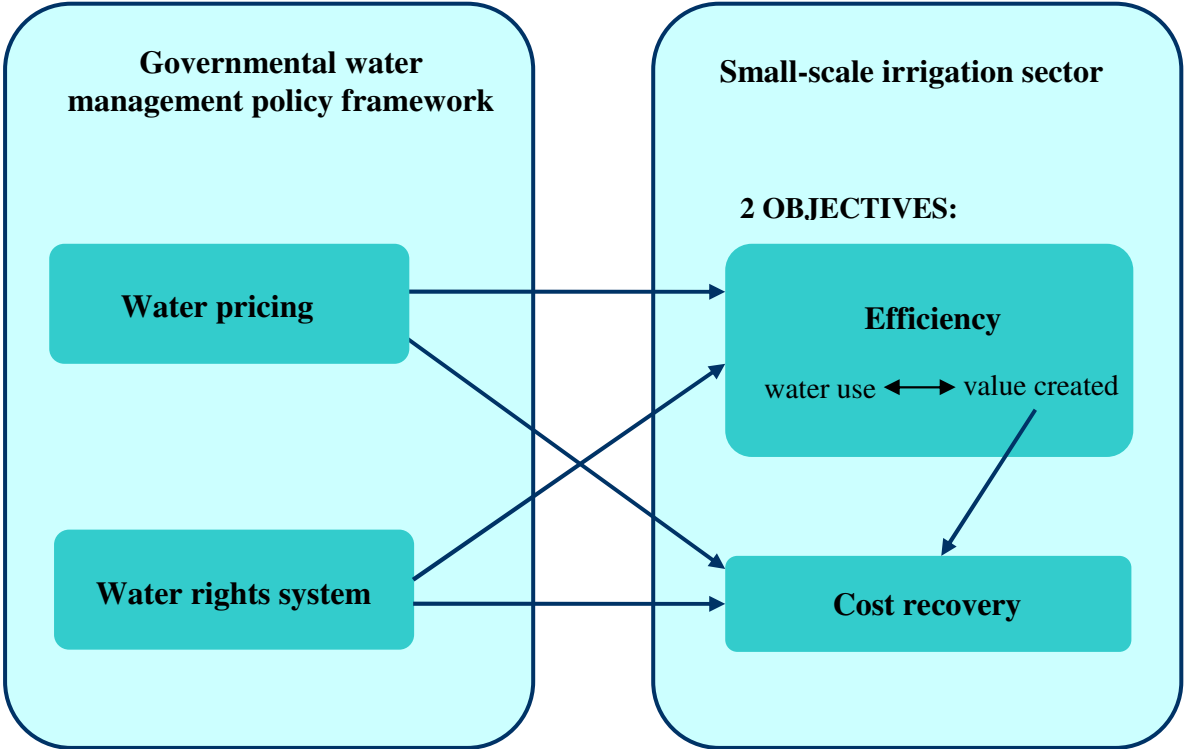 Governmental water
management policy framework
Water pricing
Water rights system
Small-scale irrigation sector
2 OBJECTIVES:
Efficiency
water use value created
Cost recovery